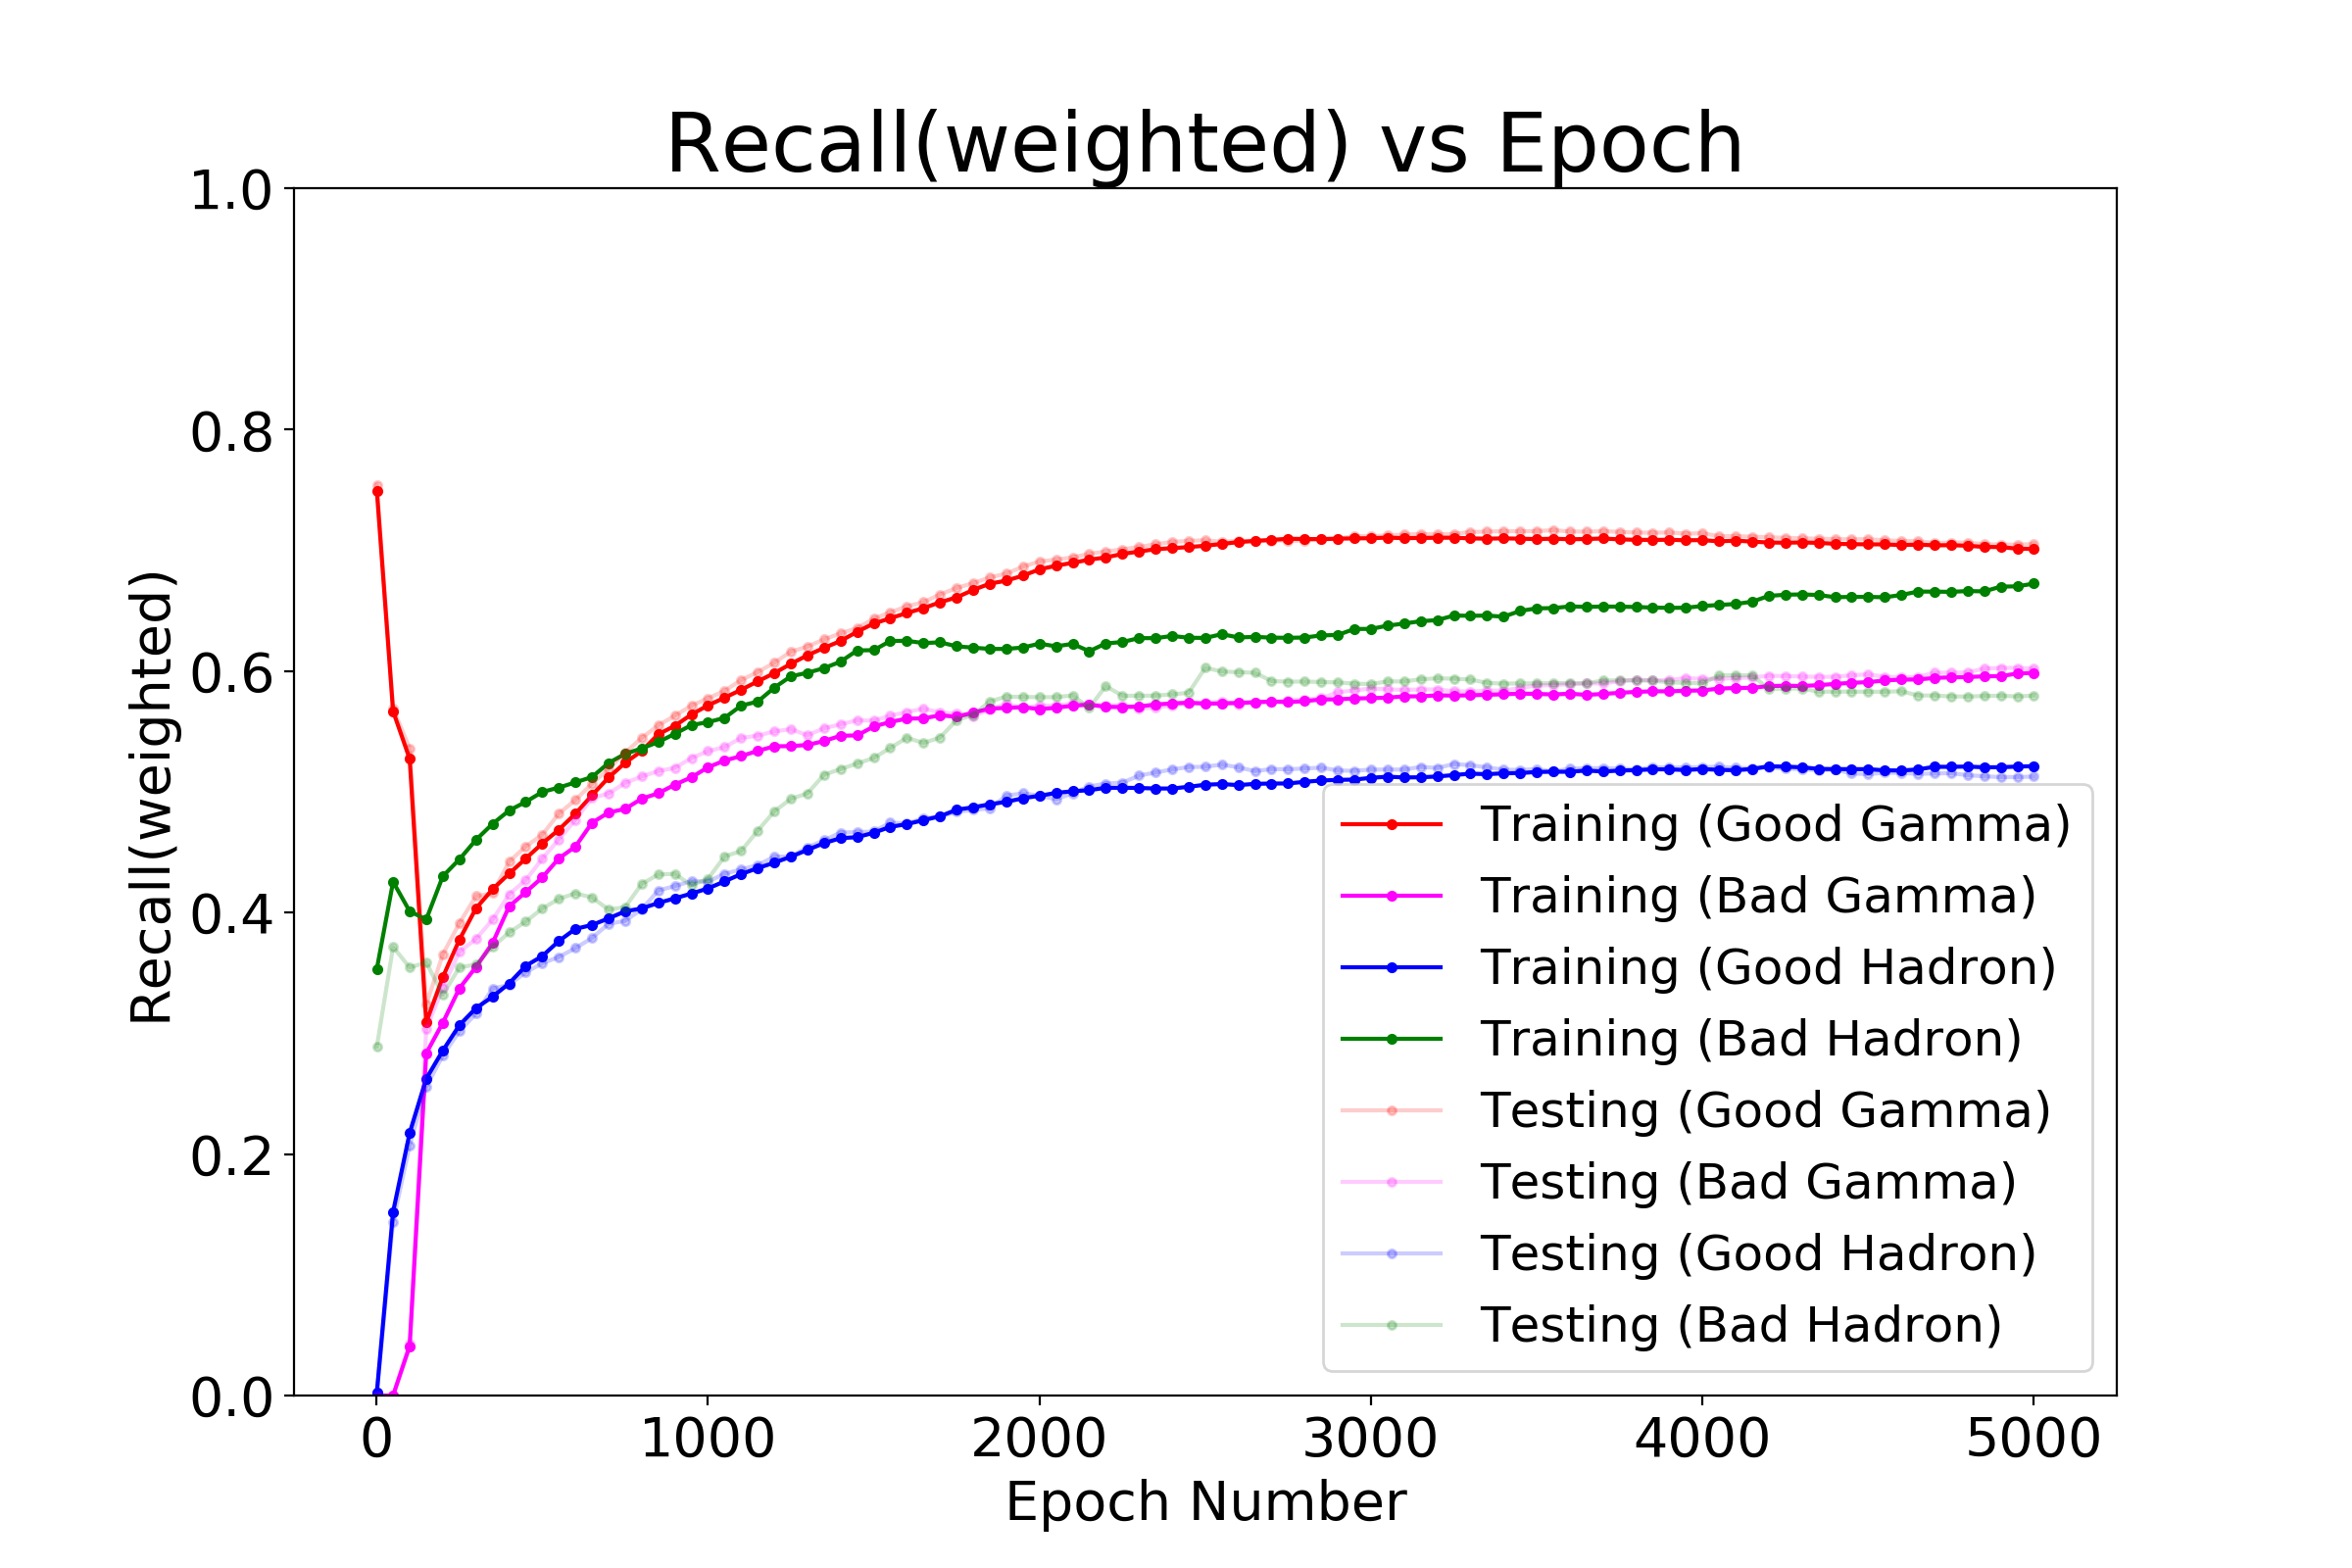 Recall(weighted) vs Epoch
Recall(weighted)
1.0
0.8
0.6
0.4
0.2
0.0
0 1000 2000 3000 4000 5000
Epoch Number
Training (Good Gamma)
Training (Bad Gamma)
Training (Good Hadron)
Training (Bad Hadron)
Testing (Good Gamma)
Testing (Bad Gamma)
Testing (Good Hadron)
Testing (Bad Hadron)